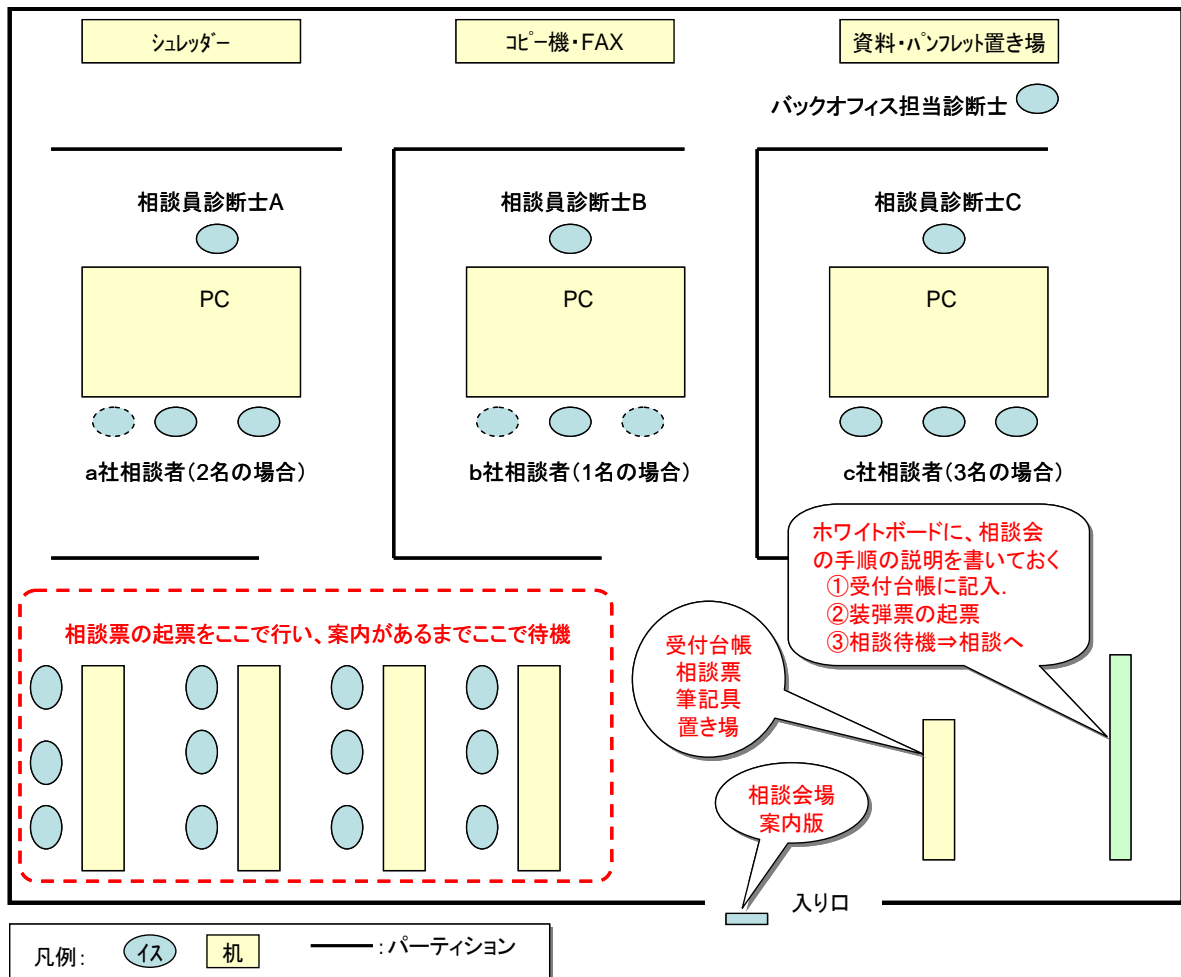 シュレッダー
コピー機・FAX
資料・パンフレット置き場
バックオフィス担当診断士
相談員診断士A
相談員診断士B
相談員診断士C
PC
PC
PC
a社相談者(2名の場合)
b社相談者(1名の場合)
c社相談者(3名の場合)
ホワイトボードに、相談会
の手順の説明を書いておく
①受付台帳に記入.
②装弾票の起票
③相談待機⇒相談へ
相談票の起票をここで行い、案内があるまでここで待機
受付台帳
相談票
筆記具
置き場
相談会場
案内版
入り口
凡例: イス 机 :パーティション